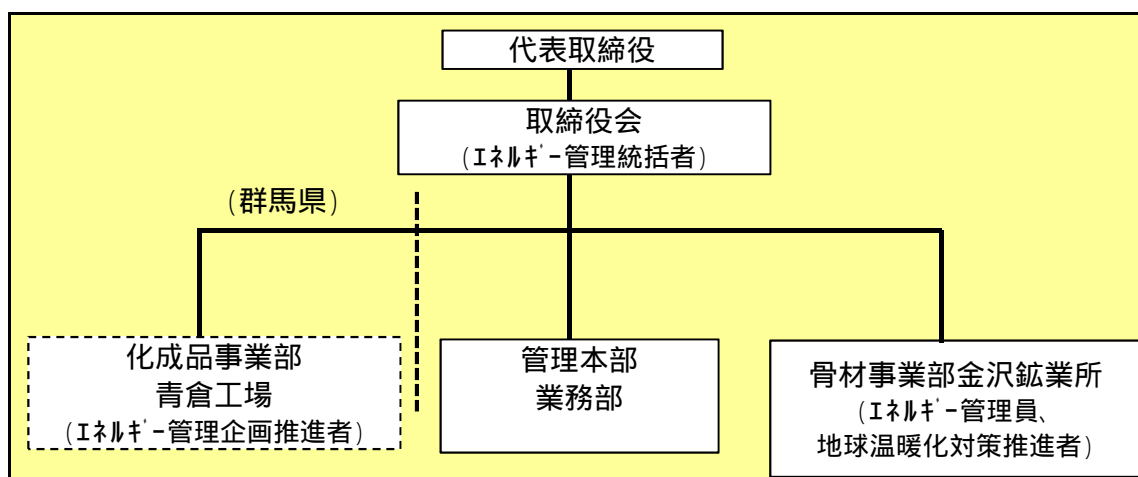 代表取締役
取締役会
(ｴﾈﾙｷﾞｰ管理統括者)
(群馬県)
化成品事業部
青倉工場
(ｴﾈﾙｷﾞｰ管理企画推進者)
管理本部
業務部
骨材事業部金沢鉱業所
(ｴﾈﾙｷﾞｰ管理員、
地球温暖化対策推進者)